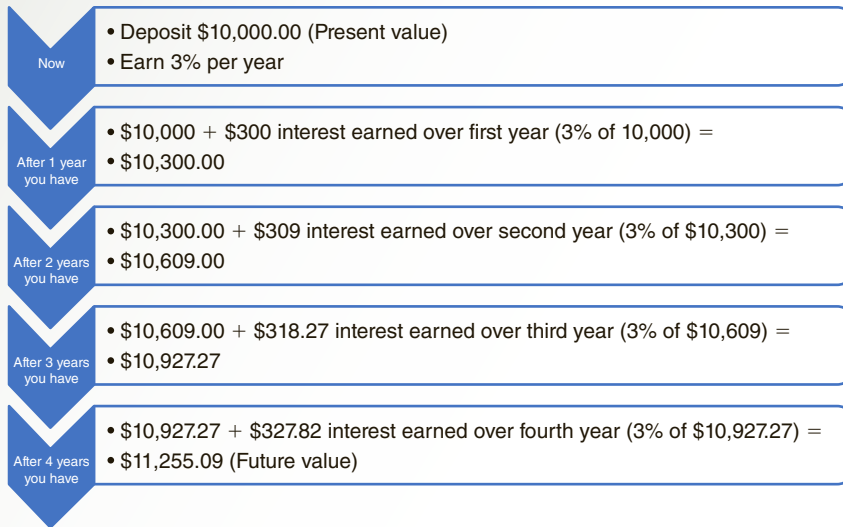 Now
• Deposit $10,000.00 (Present value)
• Earn 3% per year
After 1 year
you have
• $10,000 + $300 interest earned over first year (3% of 10,000) =
• $10,300.00
After 2 years
you have
• $10,300.00 + $309 interest earned over second year (3% of $10,300) =
• $10,609.00
After 3 years
you have
• $10,609.00 + $318.27 interest earned over third year (3% of $10,609) =
• $10,927.27
After 4 years
you have
• $10,927.27 + $327.82 interest earned over fourth year (3% of $10,927.27) =
• $11,255.09 (Future value)